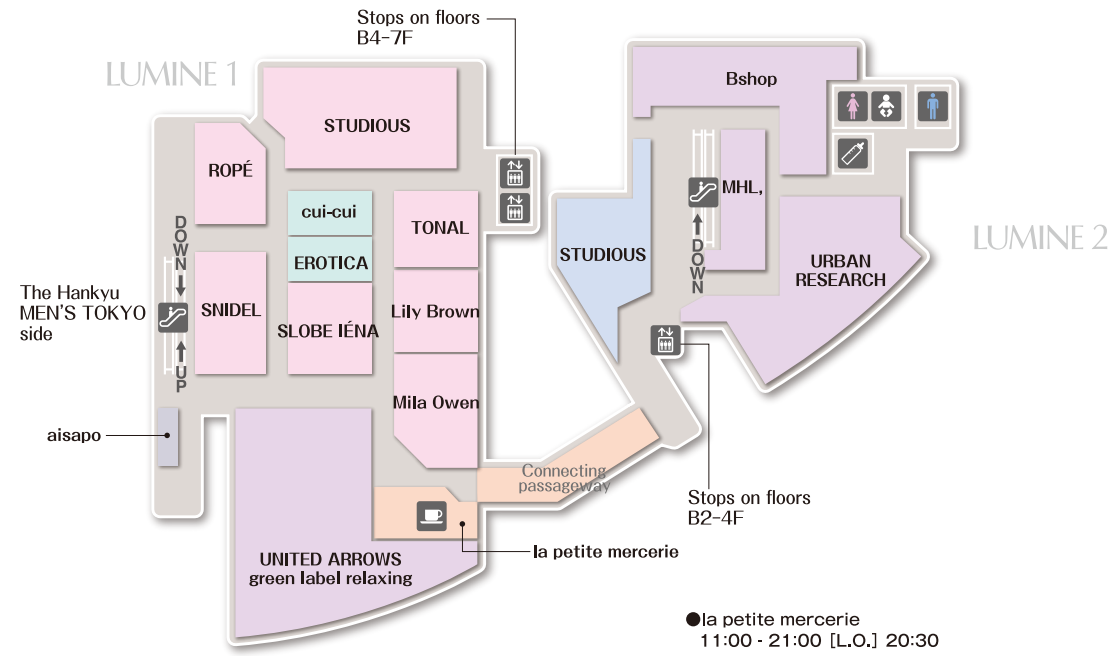 Stops on floors
B4-7F
LUMINE 1
STUDIOUS
ROPÉ
cui-cui
EROTICA
TONAL
DOWN
UP
The Hankyu
MEN'S TOKYO
side
SNIDEL
SLOBE IÉNA
Lily Brown
Mila Owen
aisapo
UNITED ARROWS
green label relaxing
la petite mercerie
Connecting
passageway
Bshop
MHL,
STUDIOUS
DOWN
URBAN
RESEARCH
LUMINE 2
Stops on floors
B2-4F
●la petite mercerie
11:00 - 21:00 [L.O.] 20:30